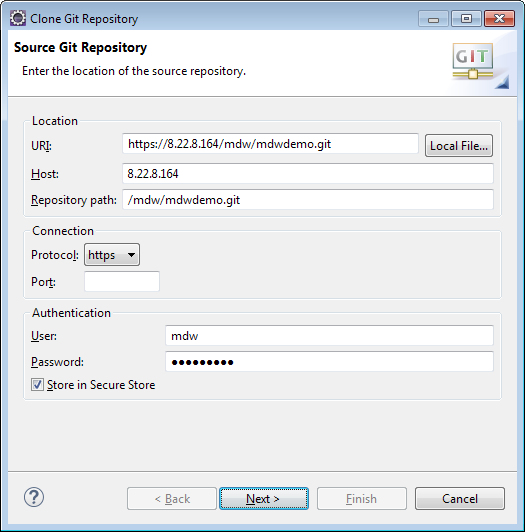 Clone Git Repository
Source Git Repository
Enter the location of the source repository.
GIT
Location
URI: https://8.22.8.164/mdw/mdwdemo.git Local File...
Host: 8.22.8.164
Repository path: /mdw/mdwdemo.git
Connection
Protocol: https
Port:
Authentication
User: mdw
Password: ●●●●●●●●●
Store in Secure Store
? < Back Next > Finish Cancel